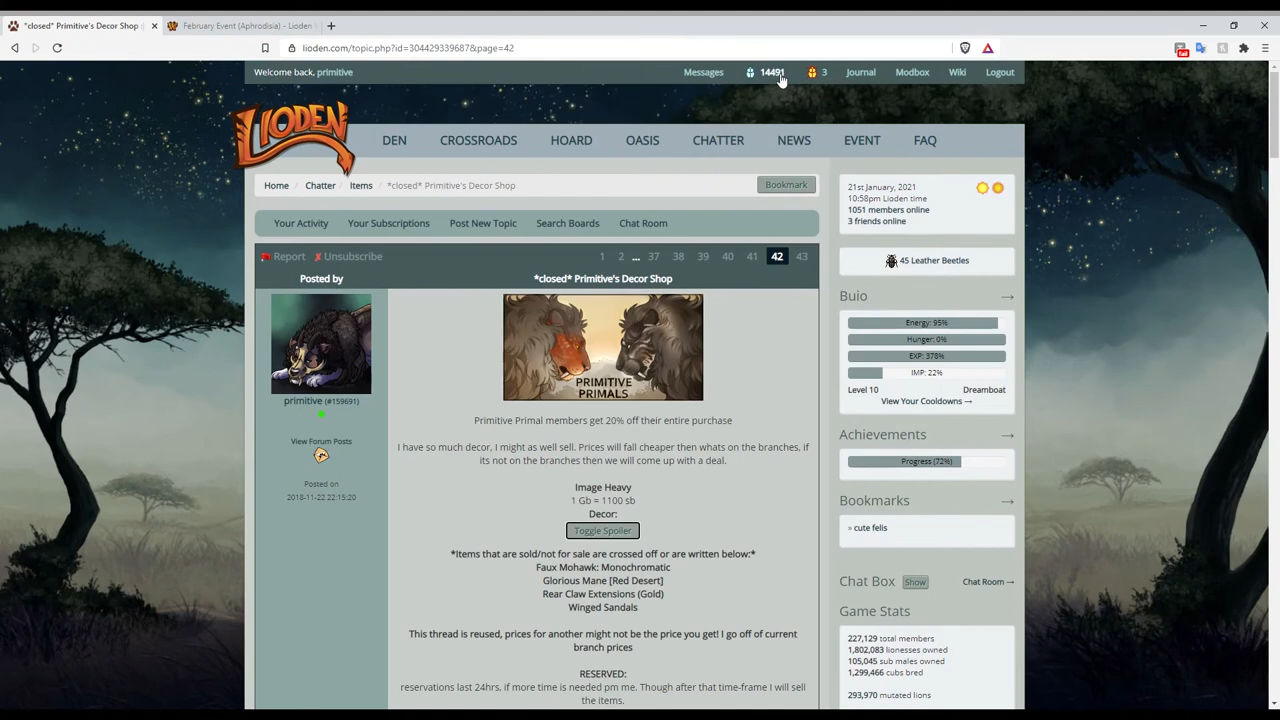 *closed* Primitive's Decor Shop :
February Event (Aphrodisia) - Lioden
lioden.com/topic.php?id=304429339687&page=42
fail
Welcome back, primitive
Messages 14491 3 Journal Modbox Wiki Logout
LIODEN
DEN CROSSROADS HOARD OASIS CHATTER NEWS EVENT FAQ
Home / Chatter / Items / *closed* Primitive's Decor Shop
Bookmark
Your Activity Your Subscriptions Post New Topic Search Boards Chat Room
Report Unsubscribe
1 2 ... 37 38 39 40 41 42 43
Posted by
*closed* Primitive's Decor Shop
primitive (#159691)
View Forum Posts
Posted on
2018-11-22 22:15:20
PRIMITIVE
PRIMALS
Primitive Primal members get 20% off their entire purchase
I have so much decor, I might as well sell. Prices will fall cheaper then whats on the branches, if
its not on the branches then we will come up with a deal.
Image Heavy
1 Gb = 1100 sb
Decor:
Toggle Spoiler
*Items that are sold/not for sale are crossed off or are written below:*
Faux Mohawk: Monochromatic
Glorious Mane [Red Desert]
Rear Claw Extensions (Gold)
Winged Sandals
This thread is reused, prices for another might not be the price you get! I go off of current
branch prices
RESERVED:
reservations last 24hrs, if more time is needed pm me. Though after that time-frame I will sell
the items.
21st January, 2021
10:58pm Lioden time
1051 members online
3 friends online
45 Leather Beetles
Buio →
Energy: 95%
Hunger: 0%
EXP: 378%
IMP: 22%
Level 10 Dreamboat
View Your Cooldowns →
Achievements →
Progress (72%)
Bookmarks →
» cute felis
Chat Box Show Chat Room →
Game Stats
227,129 total members
1,802,083 lionesses owned
105,045 sub males owned
1,299,466 cubs bred
293,970 mutated lions